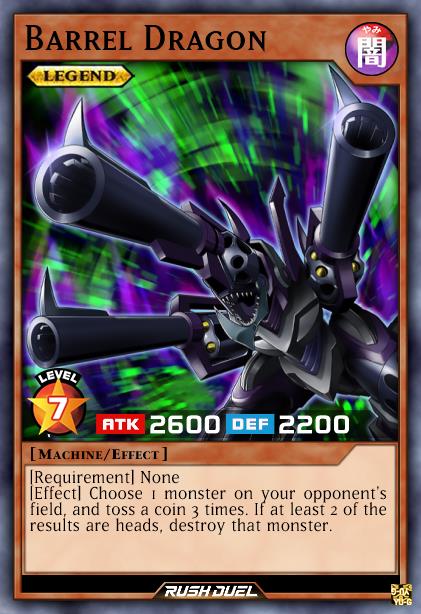 Barrel Dragon
やみ
闇
LEGEND
LEVEL
7
ATK 2600 DEF 2200
[Machine/Effect]
[Requirement] None
[Effect] Choose 1 monster on your opponent's
field, and toss a coin 3 times. If at least 2 of the
results are heads, destroy that monster.
RUSH DUEL